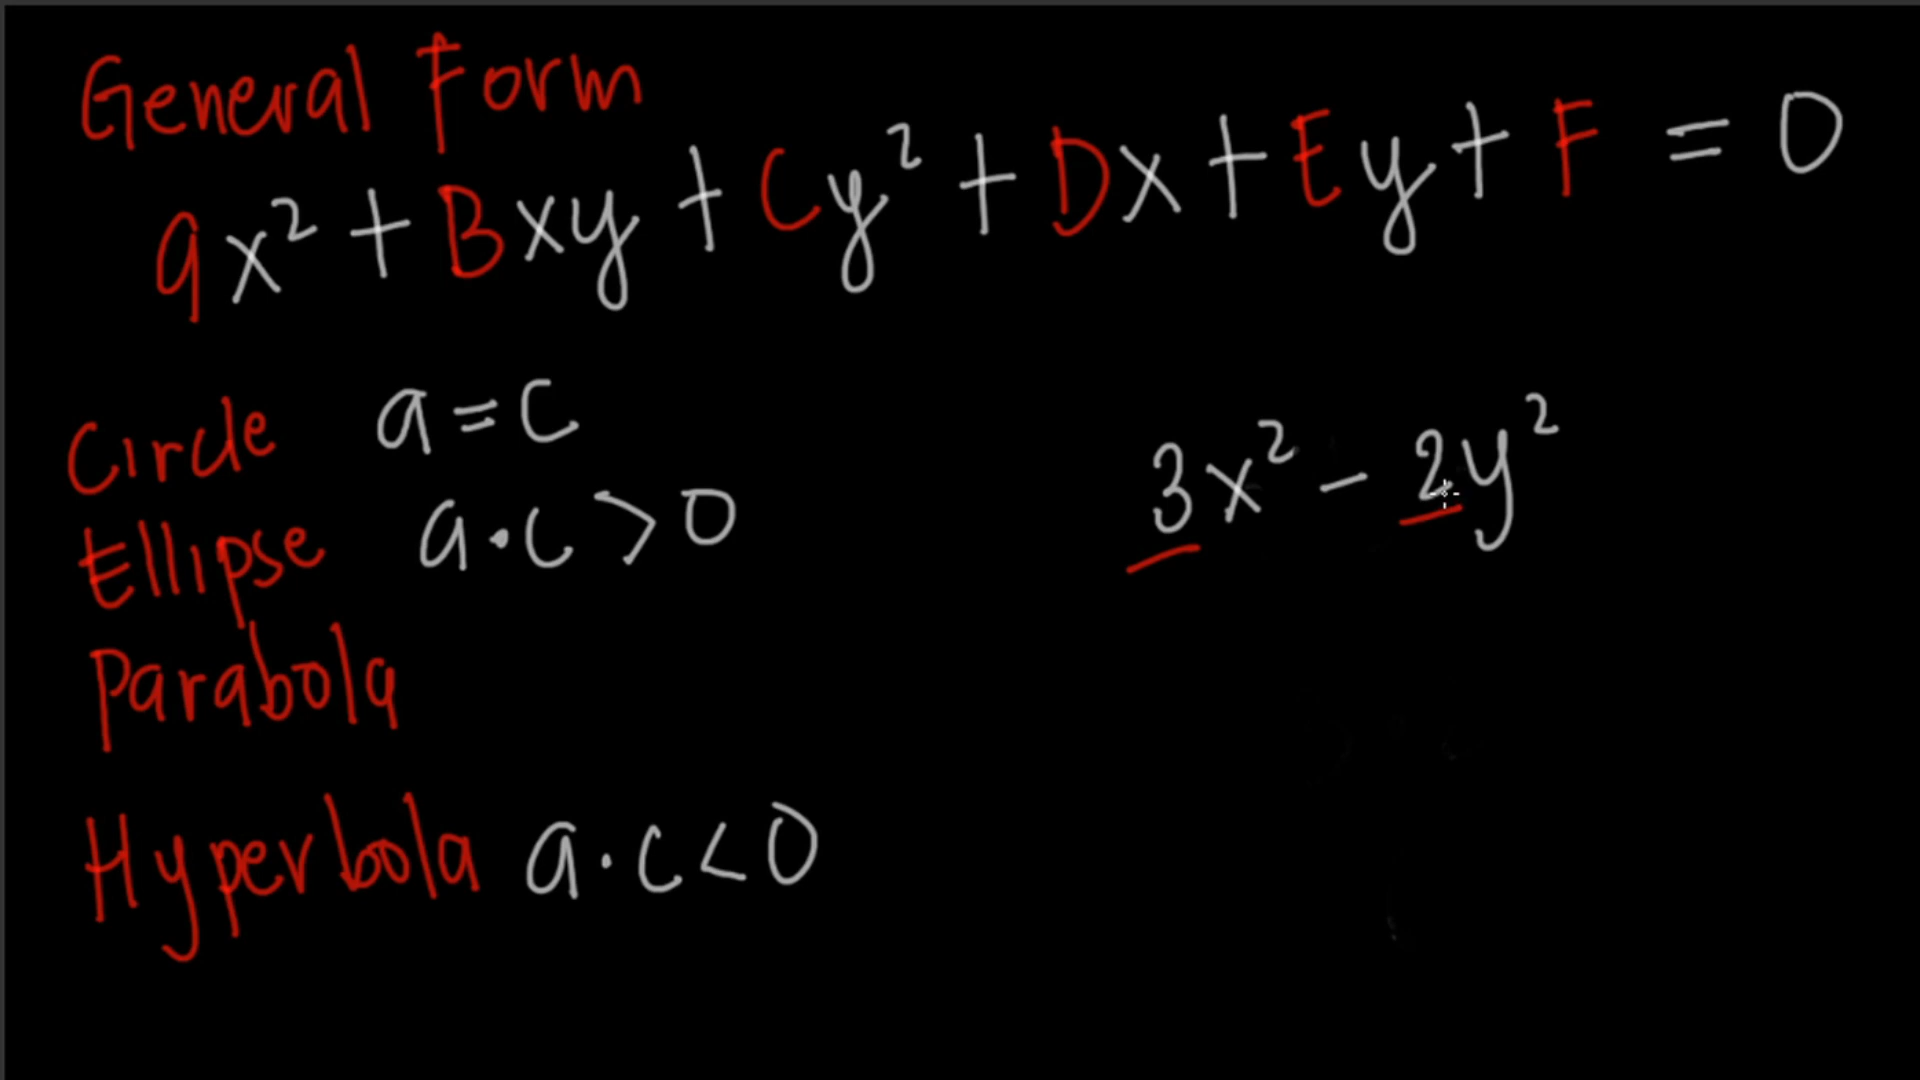 General Form
ax² + Bxy + Cy² + Dx + Ey + F = 0
Circle a = c
3x² - 2y²
Ellipse a·c > 0
Parabola
Hyperbola a·c < 0